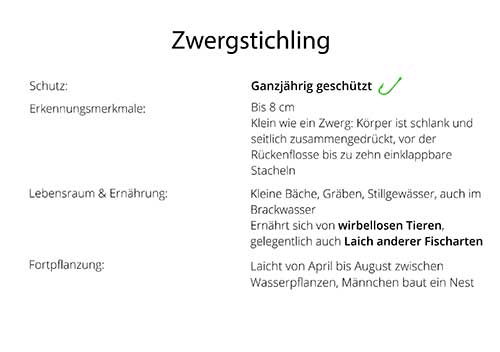 Zwergstichling
Schutz: Ganzjährig geschützt
Erkennungsmerkmale: Bis 8 cm
Klein wie ein Zwerg: Körper ist schlank und
seitlich zusammengedrückt, vor der
Rückenflosse bis zu zehn einklappbare
Stacheln
Lebensraum & Ernährung: Kleine Bäche, Gräben, Stillgewässer, auch im
Brackwasser
Ernährt sich von wirbellosen Tieren,
gelegentlich auch Laich anderer Fischarten
Fortpflanzung: Laicht von April bis August zwischen
Wasserpflanzen, Männchen baut ein Nest